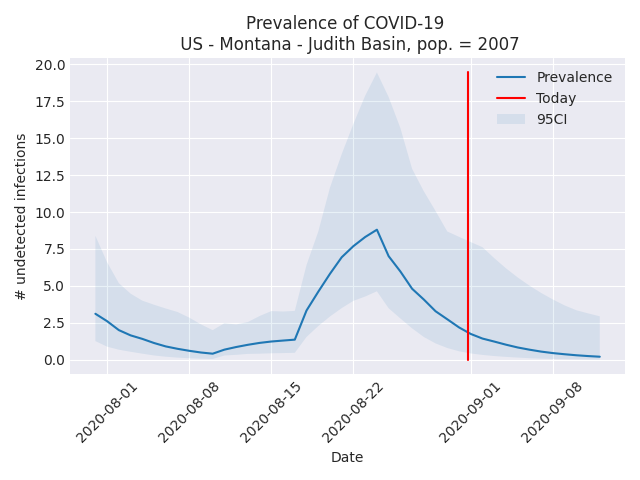 Prevalence of COVID-19
US - Montana - Judith Basin, pop. = 2007
20.0
17.5
15.0
12.5
10.0
7.5
5.0
2.5
0.0
# undetected infections
Prevalence
Today
95CI
2020-08-01
2020-08-08
2020-08-15
2020-08-22
2020-09-01
2020-09-08
Date